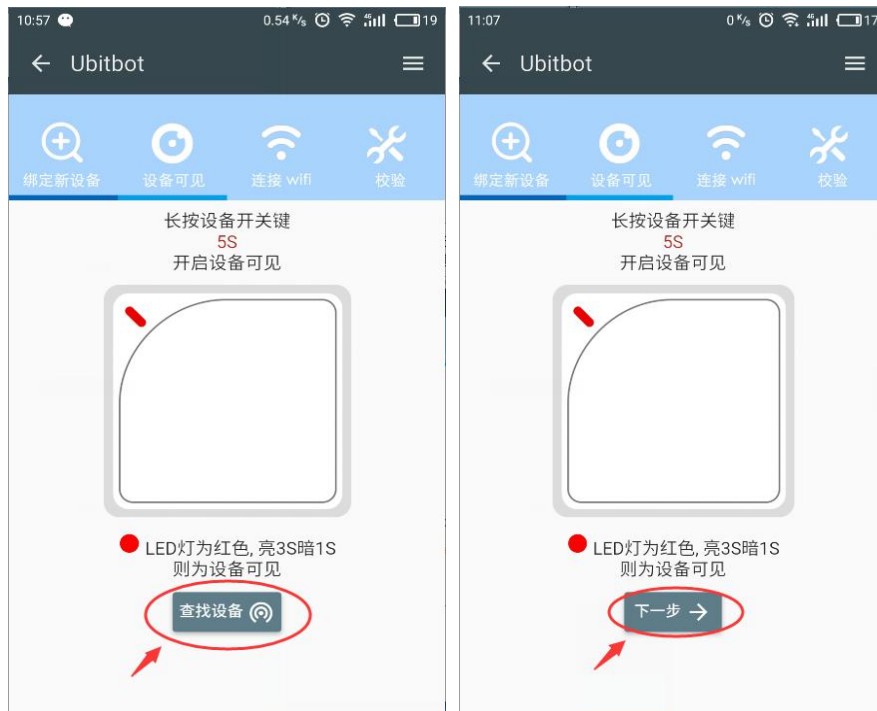 10:57 0.54 K/s 4G 19
Ubitbot
绑定新设备 设备可见 连接 wifi 校验
长按设备开关键
5S
开启设备可见
LED灯为红色, 亮3S暗1S
则为设备可见
查找设备
11:07 0 K/s 4G 17
Ubitbot
绑定新设备 设备可见 连接 wifi 校验
长按设备开关键
5S
开启设备可见
LED灯为红色, 亮3S暗1S
则为设备可见
下一步